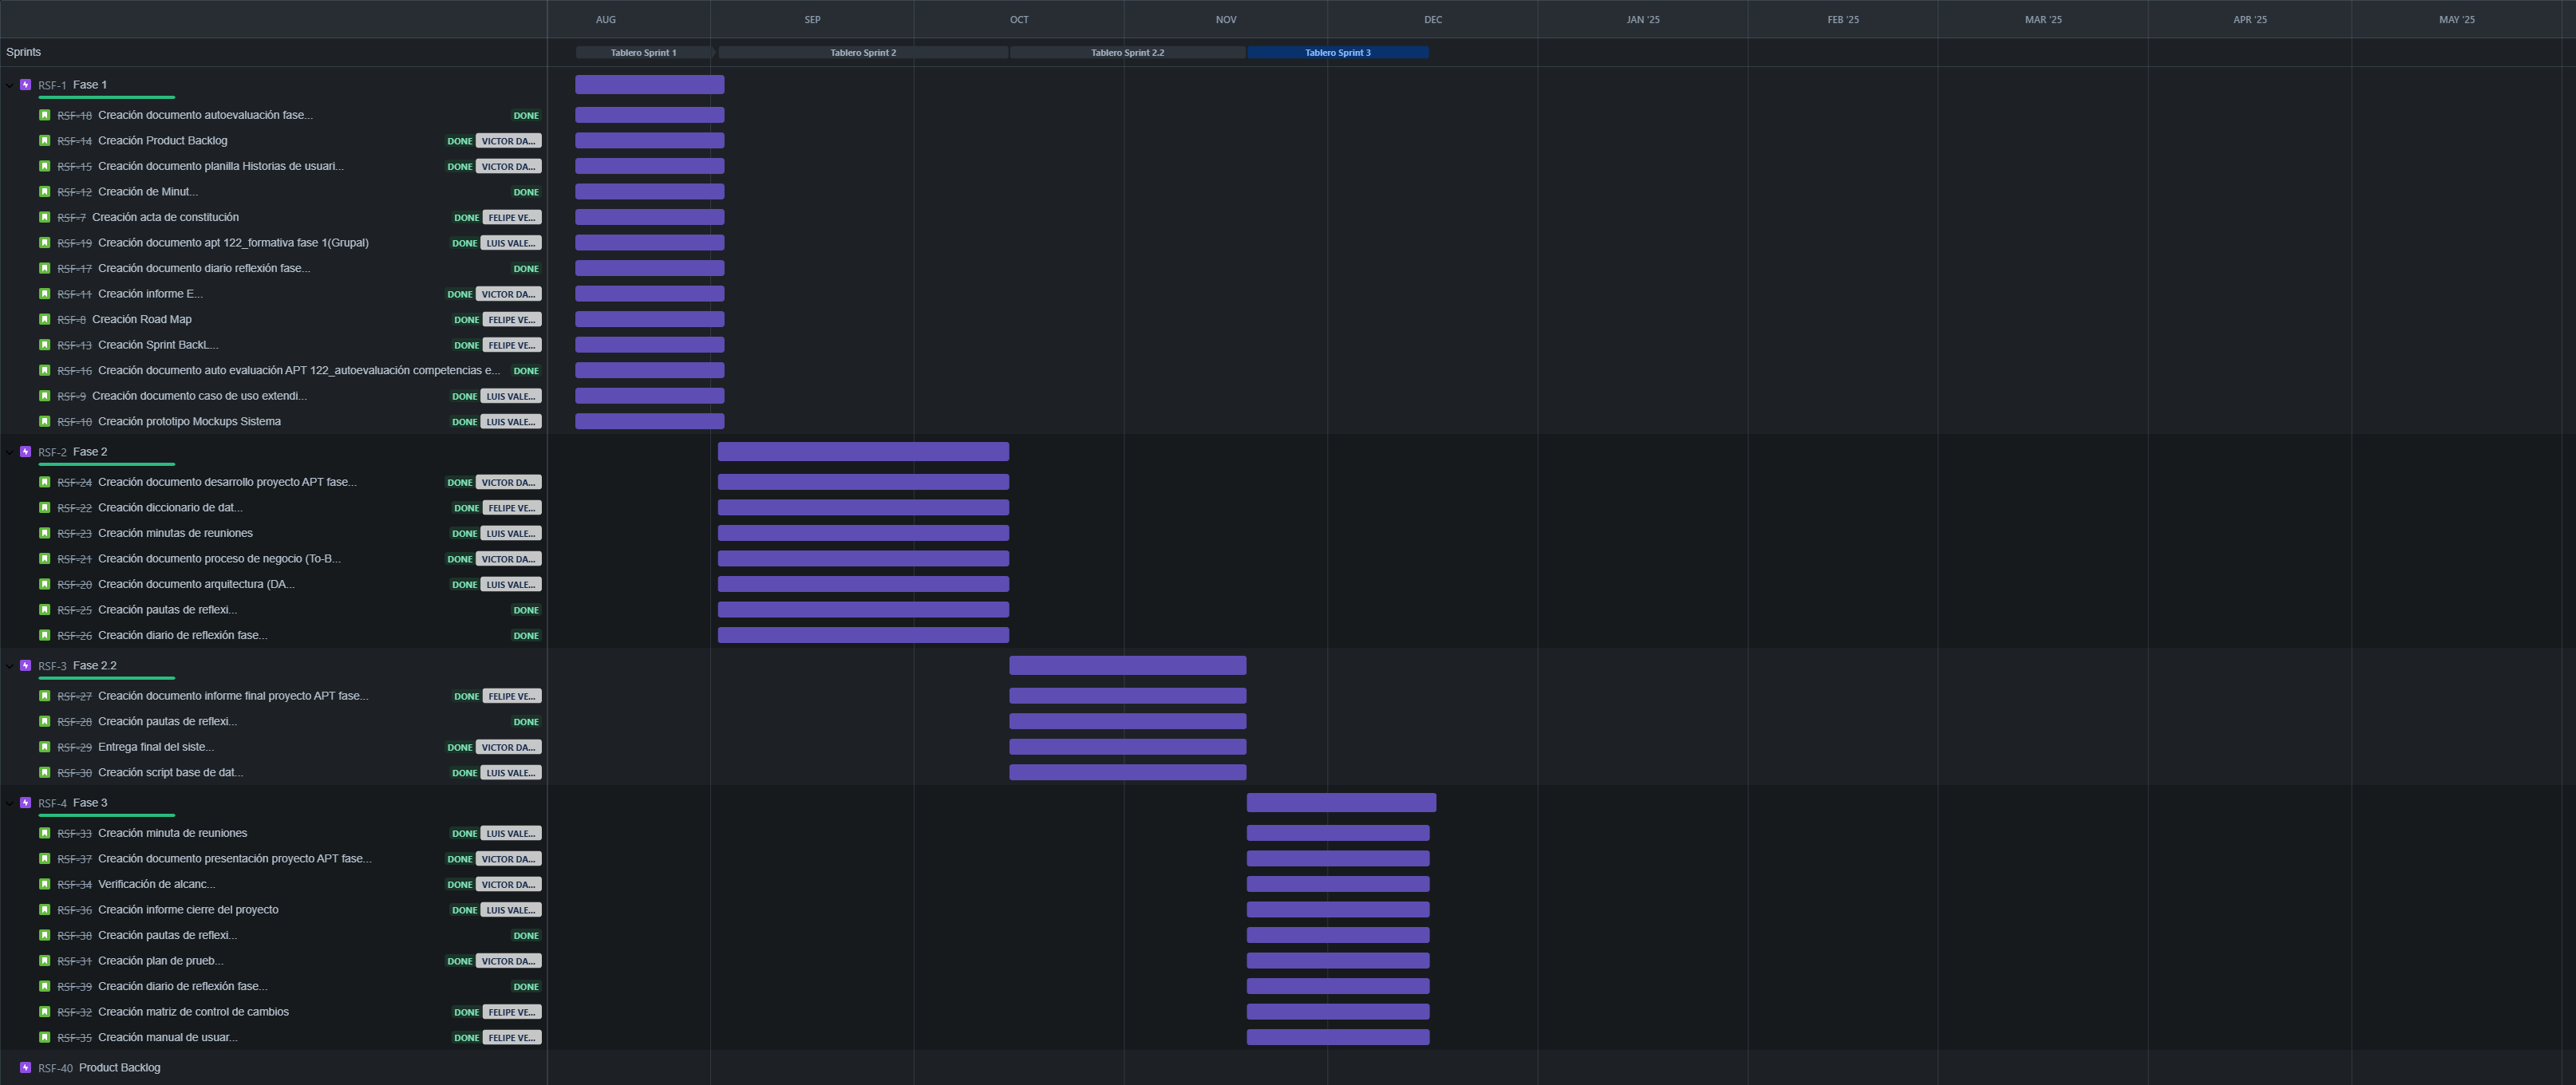 AUG SEP OCT NOV DEC JAN '25 FEB '25 MAR '25 APR '25 MAY '25
Sprints Tablero Sprint 1 Tablero Sprint 2 Tablero Sprint 2.2 Tablero Sprint 3
RSF-1 Fase 1
RSF-18 Creación documento autoevaluación fase... DONE
RSF-14 Creación Product Backlog DONE VICTOR DA...
RSF-15 Creación documento planilla Historias de usuari... DONE VICTOR DA...
RSF-12 Creación de Minut... DONE
RSF-7 Creación acta de constitución DONE FELIPE VE...
RSF-19 Creación documento apt 122_formativa fase 1(Grupal) DONE LUIS VALE...
RSF-17 Creación documento diario reflexión fase... DONE
RSF-11 Creación informe E... DONE VICTOR DA...
RSF-8 Creación Road Map DONE FELIPE VE...
RSF-13 Creación Sprint BackL... DONE FELIPE VE...
RSF-16 Creación documento auto evaluación APT 122_autoevaluación competencias e... DONE
RSF-9 Creación documento caso de uso extendi... DONE LUIS VALE...
RSF-10 Creación prototipo Mockups Sistema DONE LUIS VALE...
RSF-2 Fase 2
RSF-24 Creación documento desarrollo proyecto APT fase... DONE VICTOR DA...
RSF-22 Creación diccionario de dat... DONE FELIPE VE...
RSF-23 Creación minutas de reuniones DONE LUIS VALE...
RSF-21 Creación documento proceso de negocio (To-B... DONE VICTOR DA...
RSF-20 Creación documento arquitectura (DA... DONE LUIS VALE...
RSF-25 Creación pautas de reflexi... DONE
RSF-26 Creación diario de reflexión fase... DONE
RSF-3 Fase 2.2
RSF-27 Creación documento informe final proyecto APT fase... DONE FELIPE VE...
RSF-28 Creación pautas de reflexi... DONE
RSF-29 Entrega final del siste... DONE VICTOR DA...
RSF-30 Creación script base de dat... DONE LUIS VALE...
RSF-4 Fase 3
RSF-33 Creación minuta de reuniones DONE LUIS VALE...
RSF-37 Creación documento presentación proyecto APT fase... DONE VICTOR DA...
RSF-34 Verificación de alcanc... DONE VICTOR DA...
RSF-36 Creación informe cierre del proyecto DONE LUIS VALE...
RSF-38 Creación pautas de reflexi... DONE
RSF-31 Creación plan de prueb... DONE VICTOR DA...
RSF-39 Creación diario de reflexión fase... DONE
RSF-32 Creación matriz de control de cambios DONE FELIPE VE...
RSF-35 Creación manual de usuar... DONE FELIPE VE...
RSF-40 Product Backlog